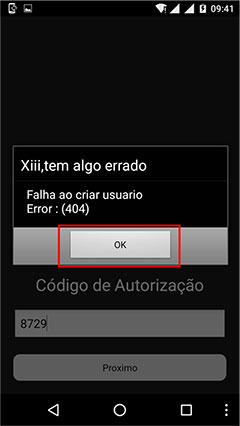 09:41
Xiii,tem algo errado
Falha ao criar usuario
Error : (404)
OK
Código de Autorização
8729
Proximo